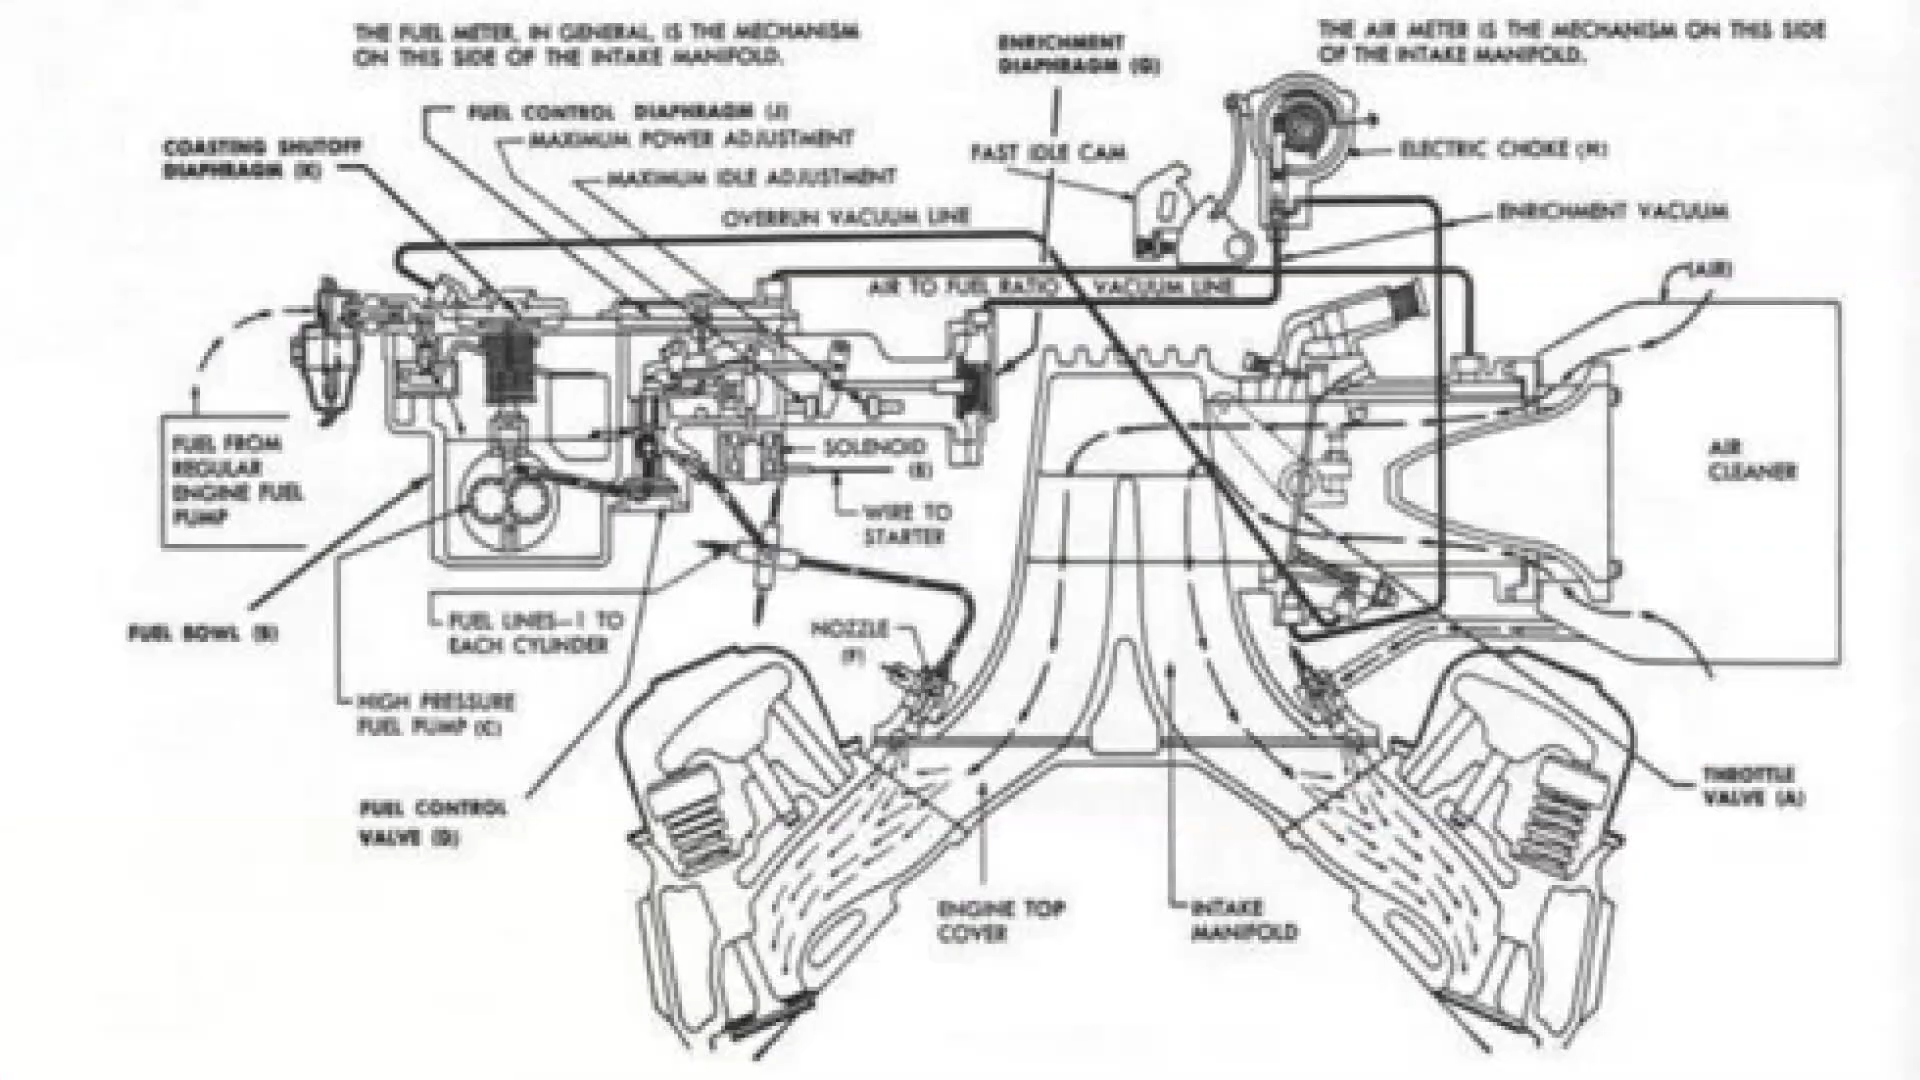 THE FUEL METER, IN GENERAL, IS THE MECHANISM
ON THIS SIDE OF THE INTAKE MANIFOLD.
ENRICHMENT
DIAPHRAGM (G)
THE AIR METER IS THE MECHANISM ON THIS SIDE
OF THE INTAKE MANIFOLD.
FUEL CONTROL DIAPHRAGM (J)
MAXIMUM POWER ADJUSTMENT
COASTING SHUTOFF
DIAPHRAGM (K)
FAST IDLE CAM
ELECTRIC CHOKE (H)
MAXIMUM IDLE ADJUSTMENT
OVERRUN VACUUM LINE
ENRICHMENT VACUUM
(AIR)
AIR TO FUEL RATIO VACUUM LINE
FUEL FROM
REGULAR
ENGINE FUEL
PUMP
SOLENOID
(E)
AIR
CLEANER
WIRE TO
STARTER
FUEL BOWL (B)
FUEL LINES—1 TO
EACH CYLINDER
NOZZLE
(F)
HIGH PRESSURE
FUEL PUMP (C)
THROTTLE
VALVE (A)
FUEL CONTROL
VALVE (D)
ENGINE TOP
COVER
INTAKE
MANIFOLD